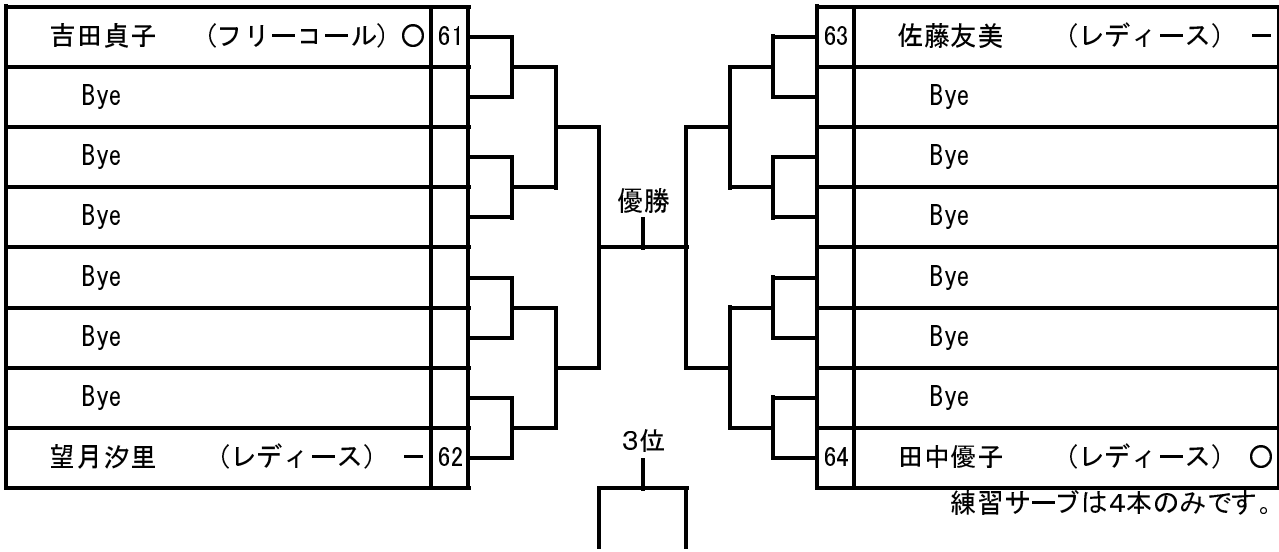 吉田貞子 （フリーコール）〇 61
Bye
Bye
Bye
Bye
Bye
Bye
望月汐里 （レディース） － 62
優勝
3位
63 佐藤友美 （レディース） －
Bye
Bye
Bye
Bye
Bye
Bye
64 田中優子 （レディース） 〇
練習サーブは4本のみです。